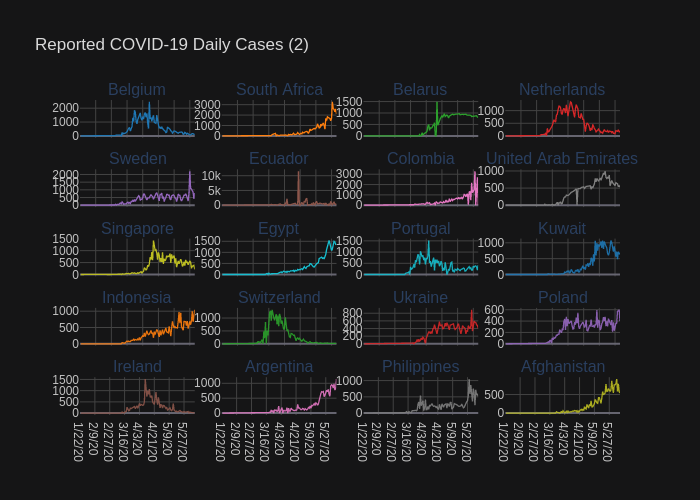 Reported COVID-19 Daily Cases (2)
Belgium South Africa Belarus Netherlands
2000 1000 0 3000 2000 1000 0 1500 1000 500 0 1000 500 0
Sweden Ecuador Colombia United Arab Emirates
2000 1500 1000 500 0 10k 5k 0 3000 2000 1000 0 1000 500 0
Singapore Egypt Portugal Kuwait
1500 1000 500 0 1500 1000 500 0 1500 1000 500 0 1000 500 0
Indonesia Switzerland Ukraine Poland
1000 500 0 1000 500 0 800 600 400 200 600 400 200 0
Ireland Argentina Philippines Afghanistan
1500 1000 500 0 1000 500 0 1000 500 0 500 0
1/22/20 2/9/20 2/29/20 3/16/20 4/3/20 4/21/20 5/9/20 5/27/20 1/22/20 2/9/20 2/29/20 3/16/20 4/3/20 4/21/20 5/9/20 5/27/20 1/22/20 2/9/20 2/29/20 3/16/20 4/3/20 4/21/20 5/9/20 5/27/20 1/22/20 2/9/20 2/29/20 3/16/20 4/3/20 4/21/20 5/9/20 5/27/20